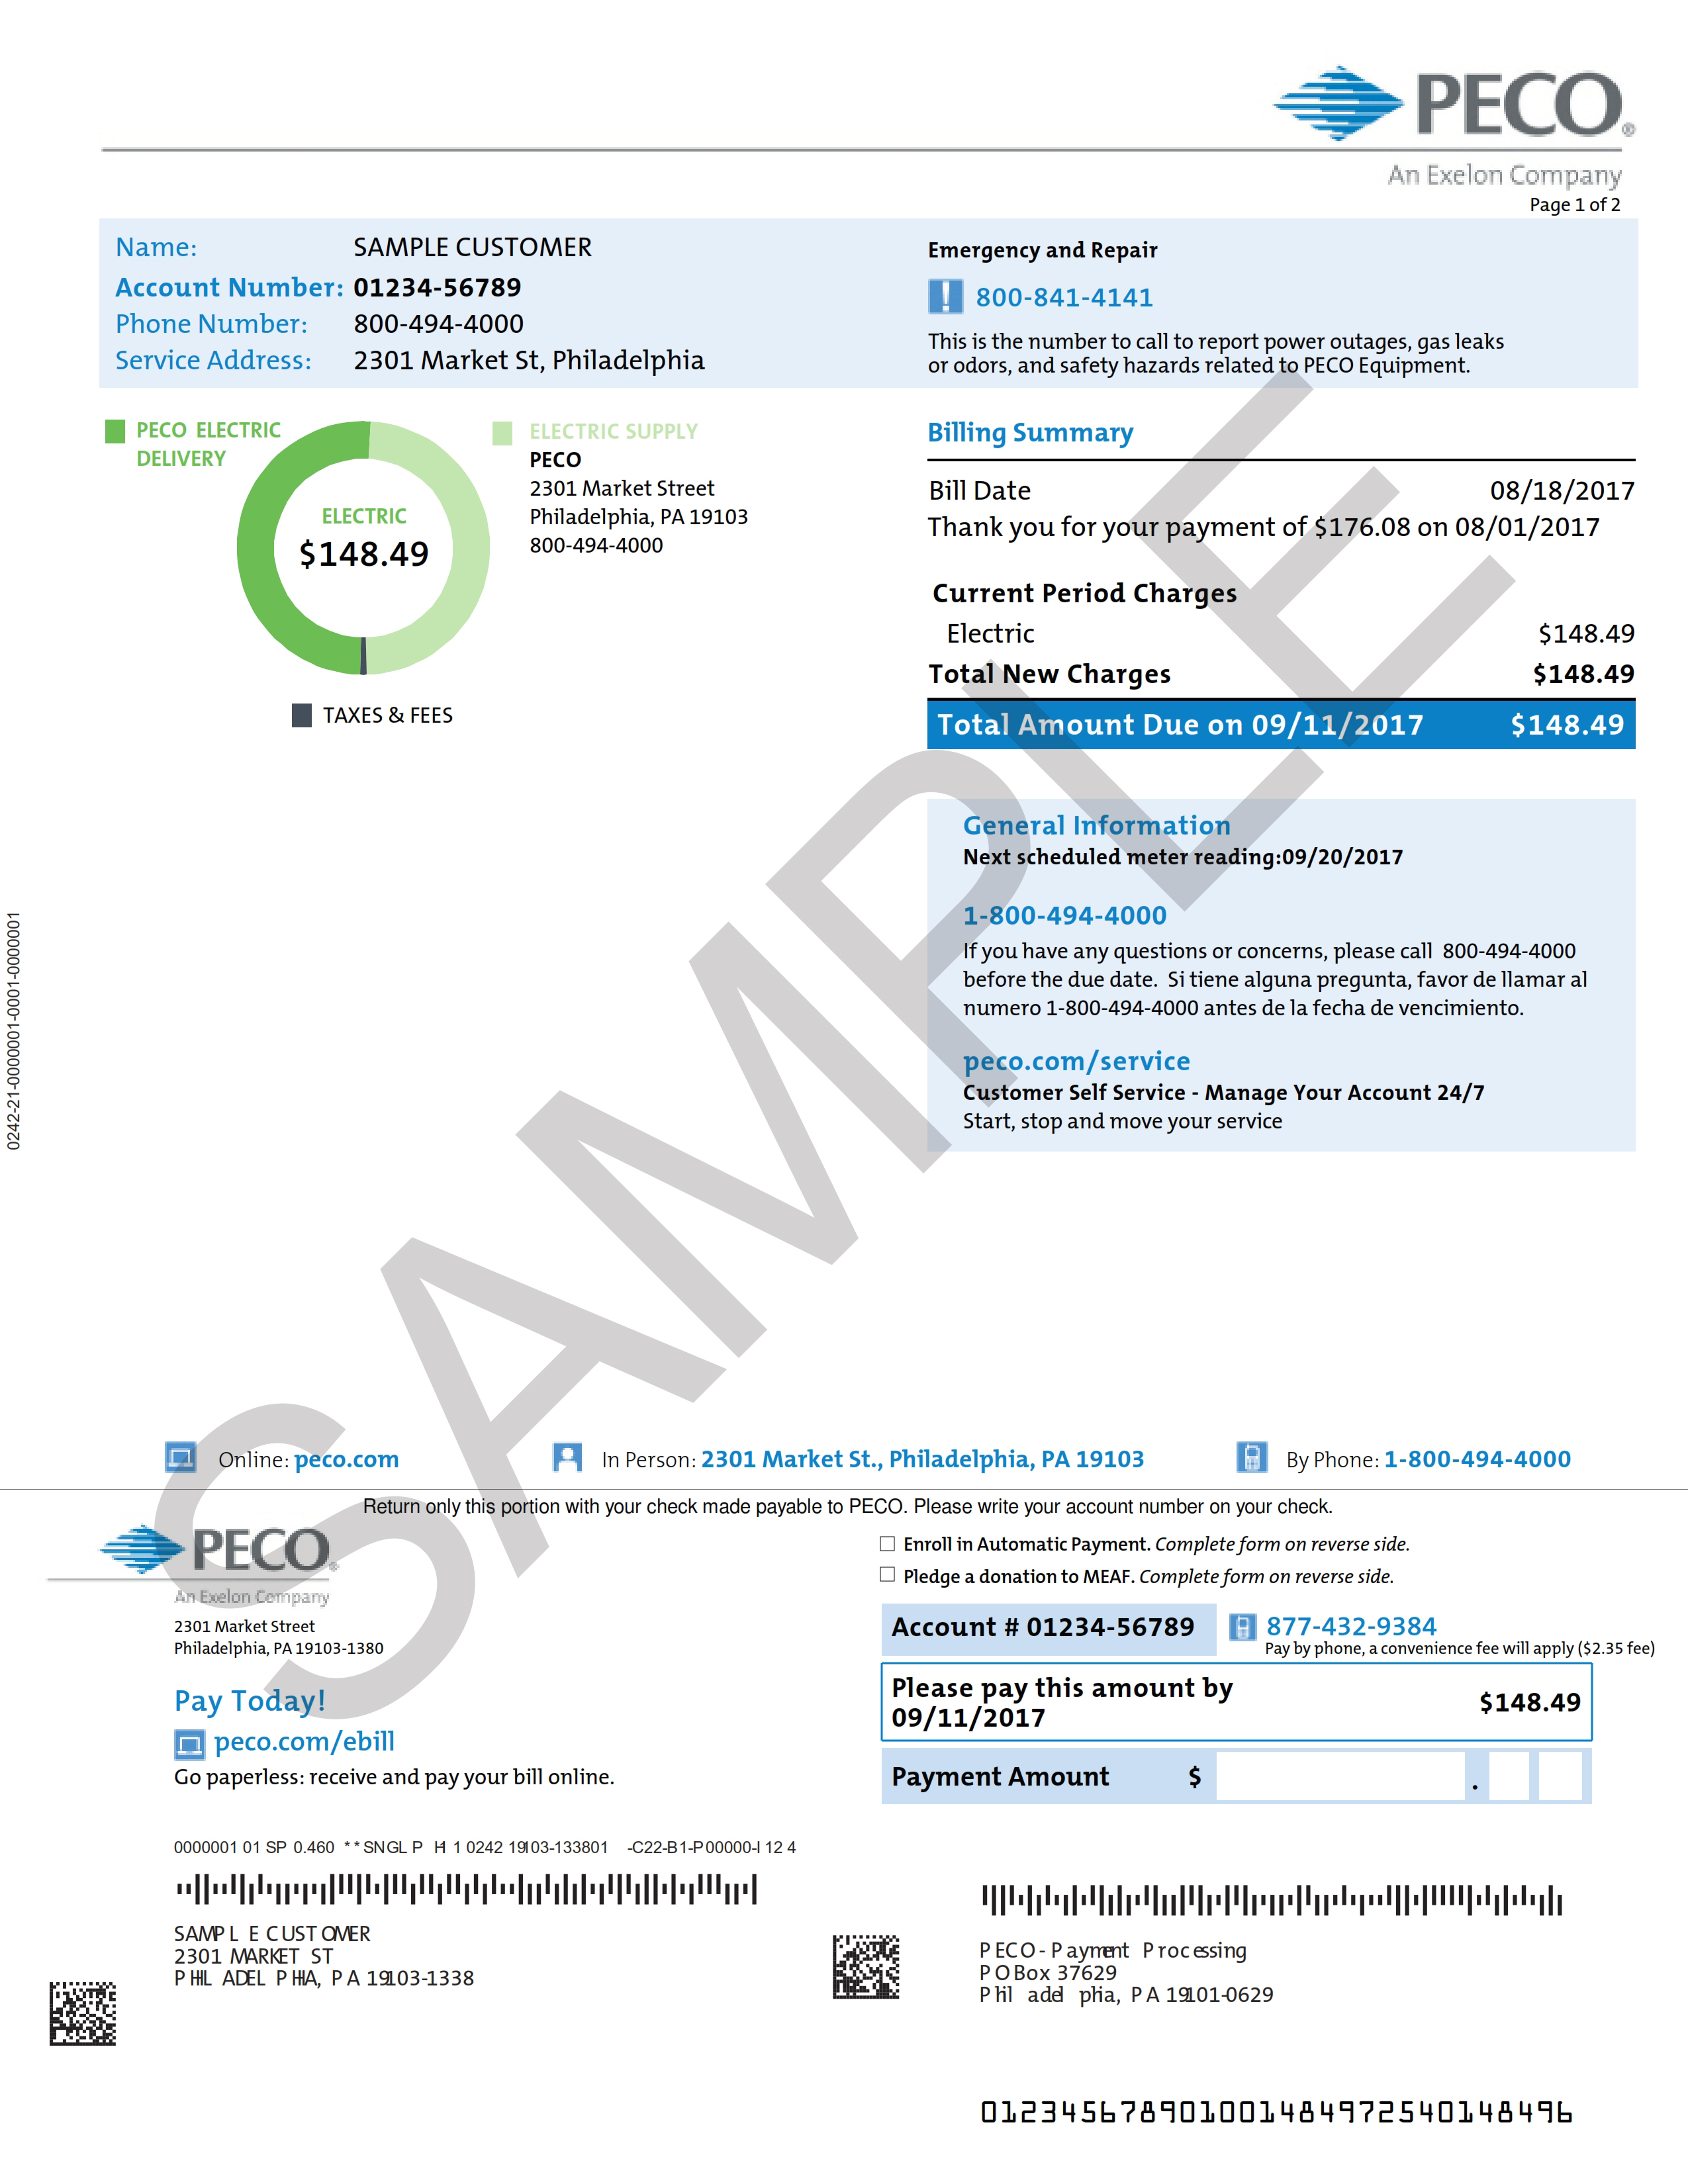 PECO®
An Exelon Company
Page 1 of 2
Name: SAMPLE CUSTOMER
Account Number: 01234-56789
Phone Number: 800-494-4000
Service Address: 2301 Market St, Philadelphia
Emergency and Repair
800-841-4141
This is the number to call to report power outages, gas leaks
or odors, and safety hazards related to PECO Equipment.
PECO ELECTRIC
DELIVERY
ELECTRIC
$148.49
TAXES & FEES
ELECTRIC SUPPLY
PECO
2301 Market Street
Philadelphia, PA 19103
800-494-4000
Billing Summary
Bill Date 08/18/2017
Thank you for your payment of $176.08 on 08/01/2017
Current Period Charges
Electric $148.49
Total New Charges $148.49
Total Amount Due on 09/11/2017 $148.49
General Information
Next scheduled meter reading:09/20/2017
1-800-494-4000
If you have any questions or concerns, please call 800-494-4000
before the due date. Si tiene alguna pregunta, favor de llamar al
numero 1-800-494-4000 antes de la fecha de vencimiento.
peco.com/service
Customer Self Service - Manage Your Account 24/7
Start, stop and move your service
SAMPLE
0242-21-0000001-0001-0000001
Online: peco.com
In Person: 2301 Market St., Philadelphia, PA 19103
By Phone: 1-800-494-4000
Return only this portion with your check made payable to PECO. Please write your account number on your check.
PECO®
An Exelon Company
2301 Market Street
Philadelphia, PA 19103-1380
Pay Today!
peco.com/ebill
Go paperless: receive and pay your bill online.
Enroll in Automatic Payment. Complete form on reverse side.
Pledge a donation to MEAF. Complete form on reverse side.
Account # 01234-56789
877-432-9384
Pay by phone, a convenience fee will apply ($2.35 fee)
Please pay this amount by
09/11/2017 $148.49
Payment Amount $ .
0000001 01 SP 0.460 **SNGL P H1 1 0242 19103-133801 -C22-B1-P00000-I 12 4
SAMPLE CUSTOMER
2301 MARKET ST
PHILADELPHIA, PA 19103-1338
PECO - Payment Processing
PO Box 37629
Philadelphia, PA 19101-0629
012345678901001484972540148496